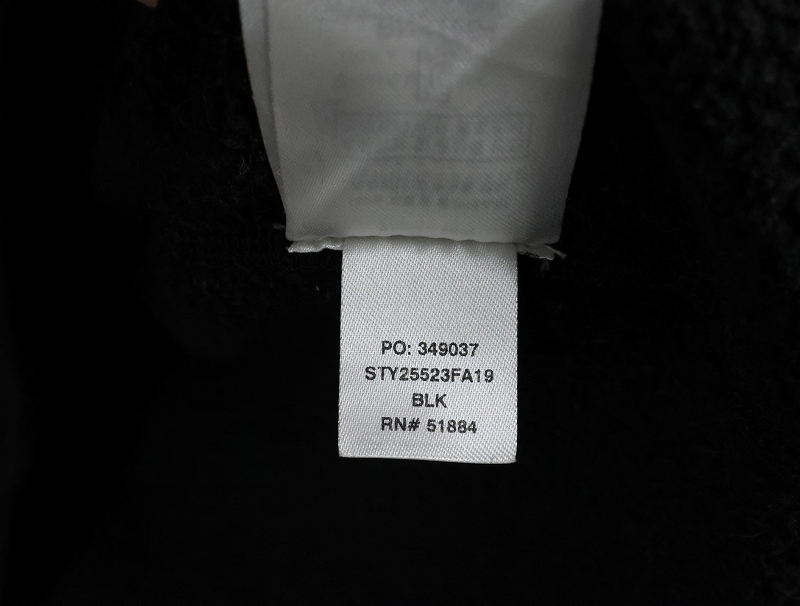 PO: 349037
STY25523FA19
BLK
RN# 51884